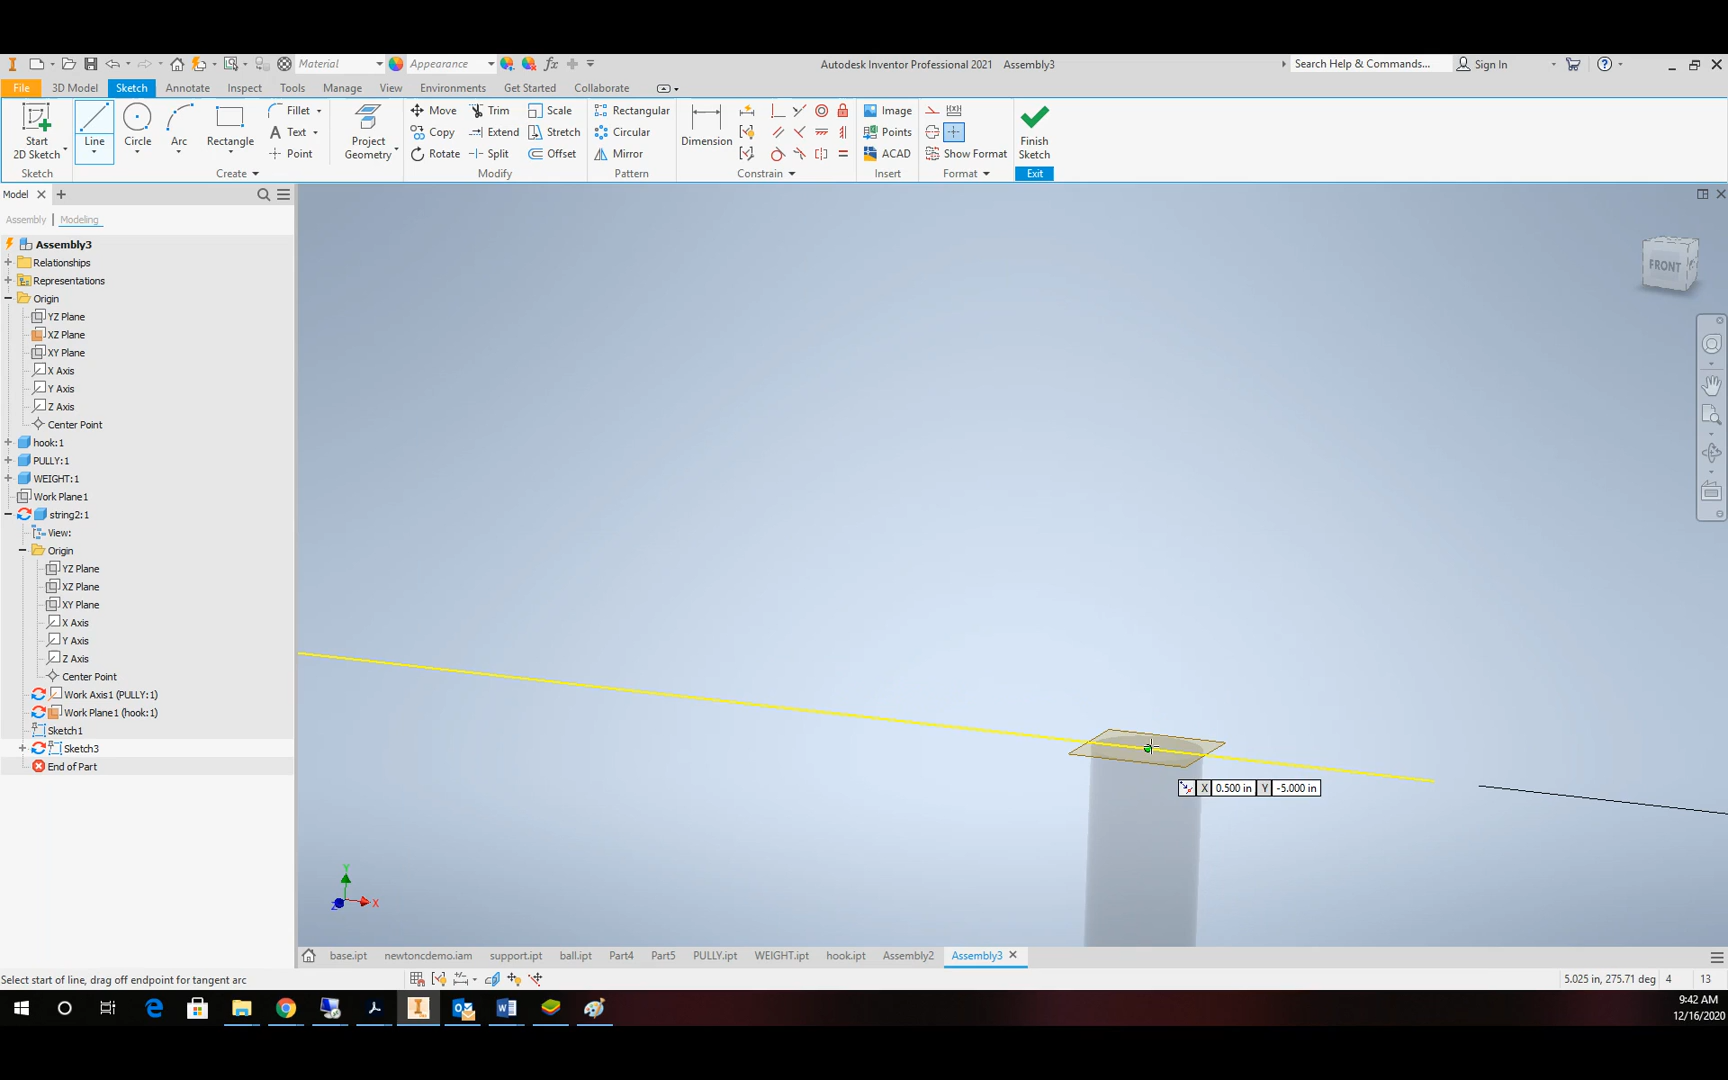 Material
Appearance
Autodesk Inventor Professional 2021 Assembly3
Search Help & Commands...
Sign In
File
3D Model
Sketch
Annotate
Inspect
Tools
Manage
View
Environments
Get Started
Collaborate
Start
2D Sketch
Line
Circle
Arc
Rectangle
Fillet
Text
Point
Project
Geometry
Move
Copy
Rotate
Trim
Extend
Split
Scale
Stretch
Offset
Rectangular
Circular
Mirror
Dimension
Image
Points
ACAD
Show Format
Finish
Sketch
Sketch
Create
Modify
Pattern
Constrain
Insert
Format
Exit
Model
Assembly
Modeling
Assembly3
Relationships
Representations
Origin
YZ Plane
XZ Plane
XY Plane
X Axis
Y Axis
Z Axis
Center Point
hook:1
PULLY:1
WEIGHT:1
Work Plane1
string2:1
View:
Origin
YZ Plane
XZ Plane
XY Plane
X Axis
Y Axis
Z Axis
Center Point
Work Axis1 (PULLY:1)
Work Plane1 (hook:1)
Sketch1
Sketch3
End of Part
FRONT
X 0.500 in Y -5.000 in
Y
X
Z
base.ipt
newtoncdemo.iam
support.ipt
ball.ipt
Part4
Part5
PULLY.ipt
WEIGHT.ipt
hook.ipt
Assembly2
Assembly3
Select start of line, drag off endpoint for tangent arc
5.025 in, 275.71 deg 4 13
9:42 AM
12/16/2020